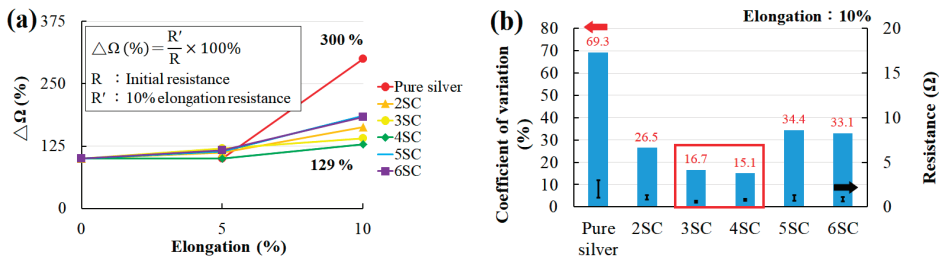 (a)
375
250
125
0
△Ω (%)
△Ω (%) = R′/R × 100%
R : Initial resistance
R′ : 10% elongation resistance
300 %
129 %
Pure silver
2SC
3SC
4SC
5SC
6SC
0 5 10
Elongation (%)
(b)
Elongation : 10%
Coefficient of variation
(%)
80
70
60
50
40
30
20
10
0
69.3
26.5
16.7
15.1
34.4
33.1
20
15
10
5
0
Resistance (Ω)
Pure
silver
2SC 3SC 4SC 5SC 6SC